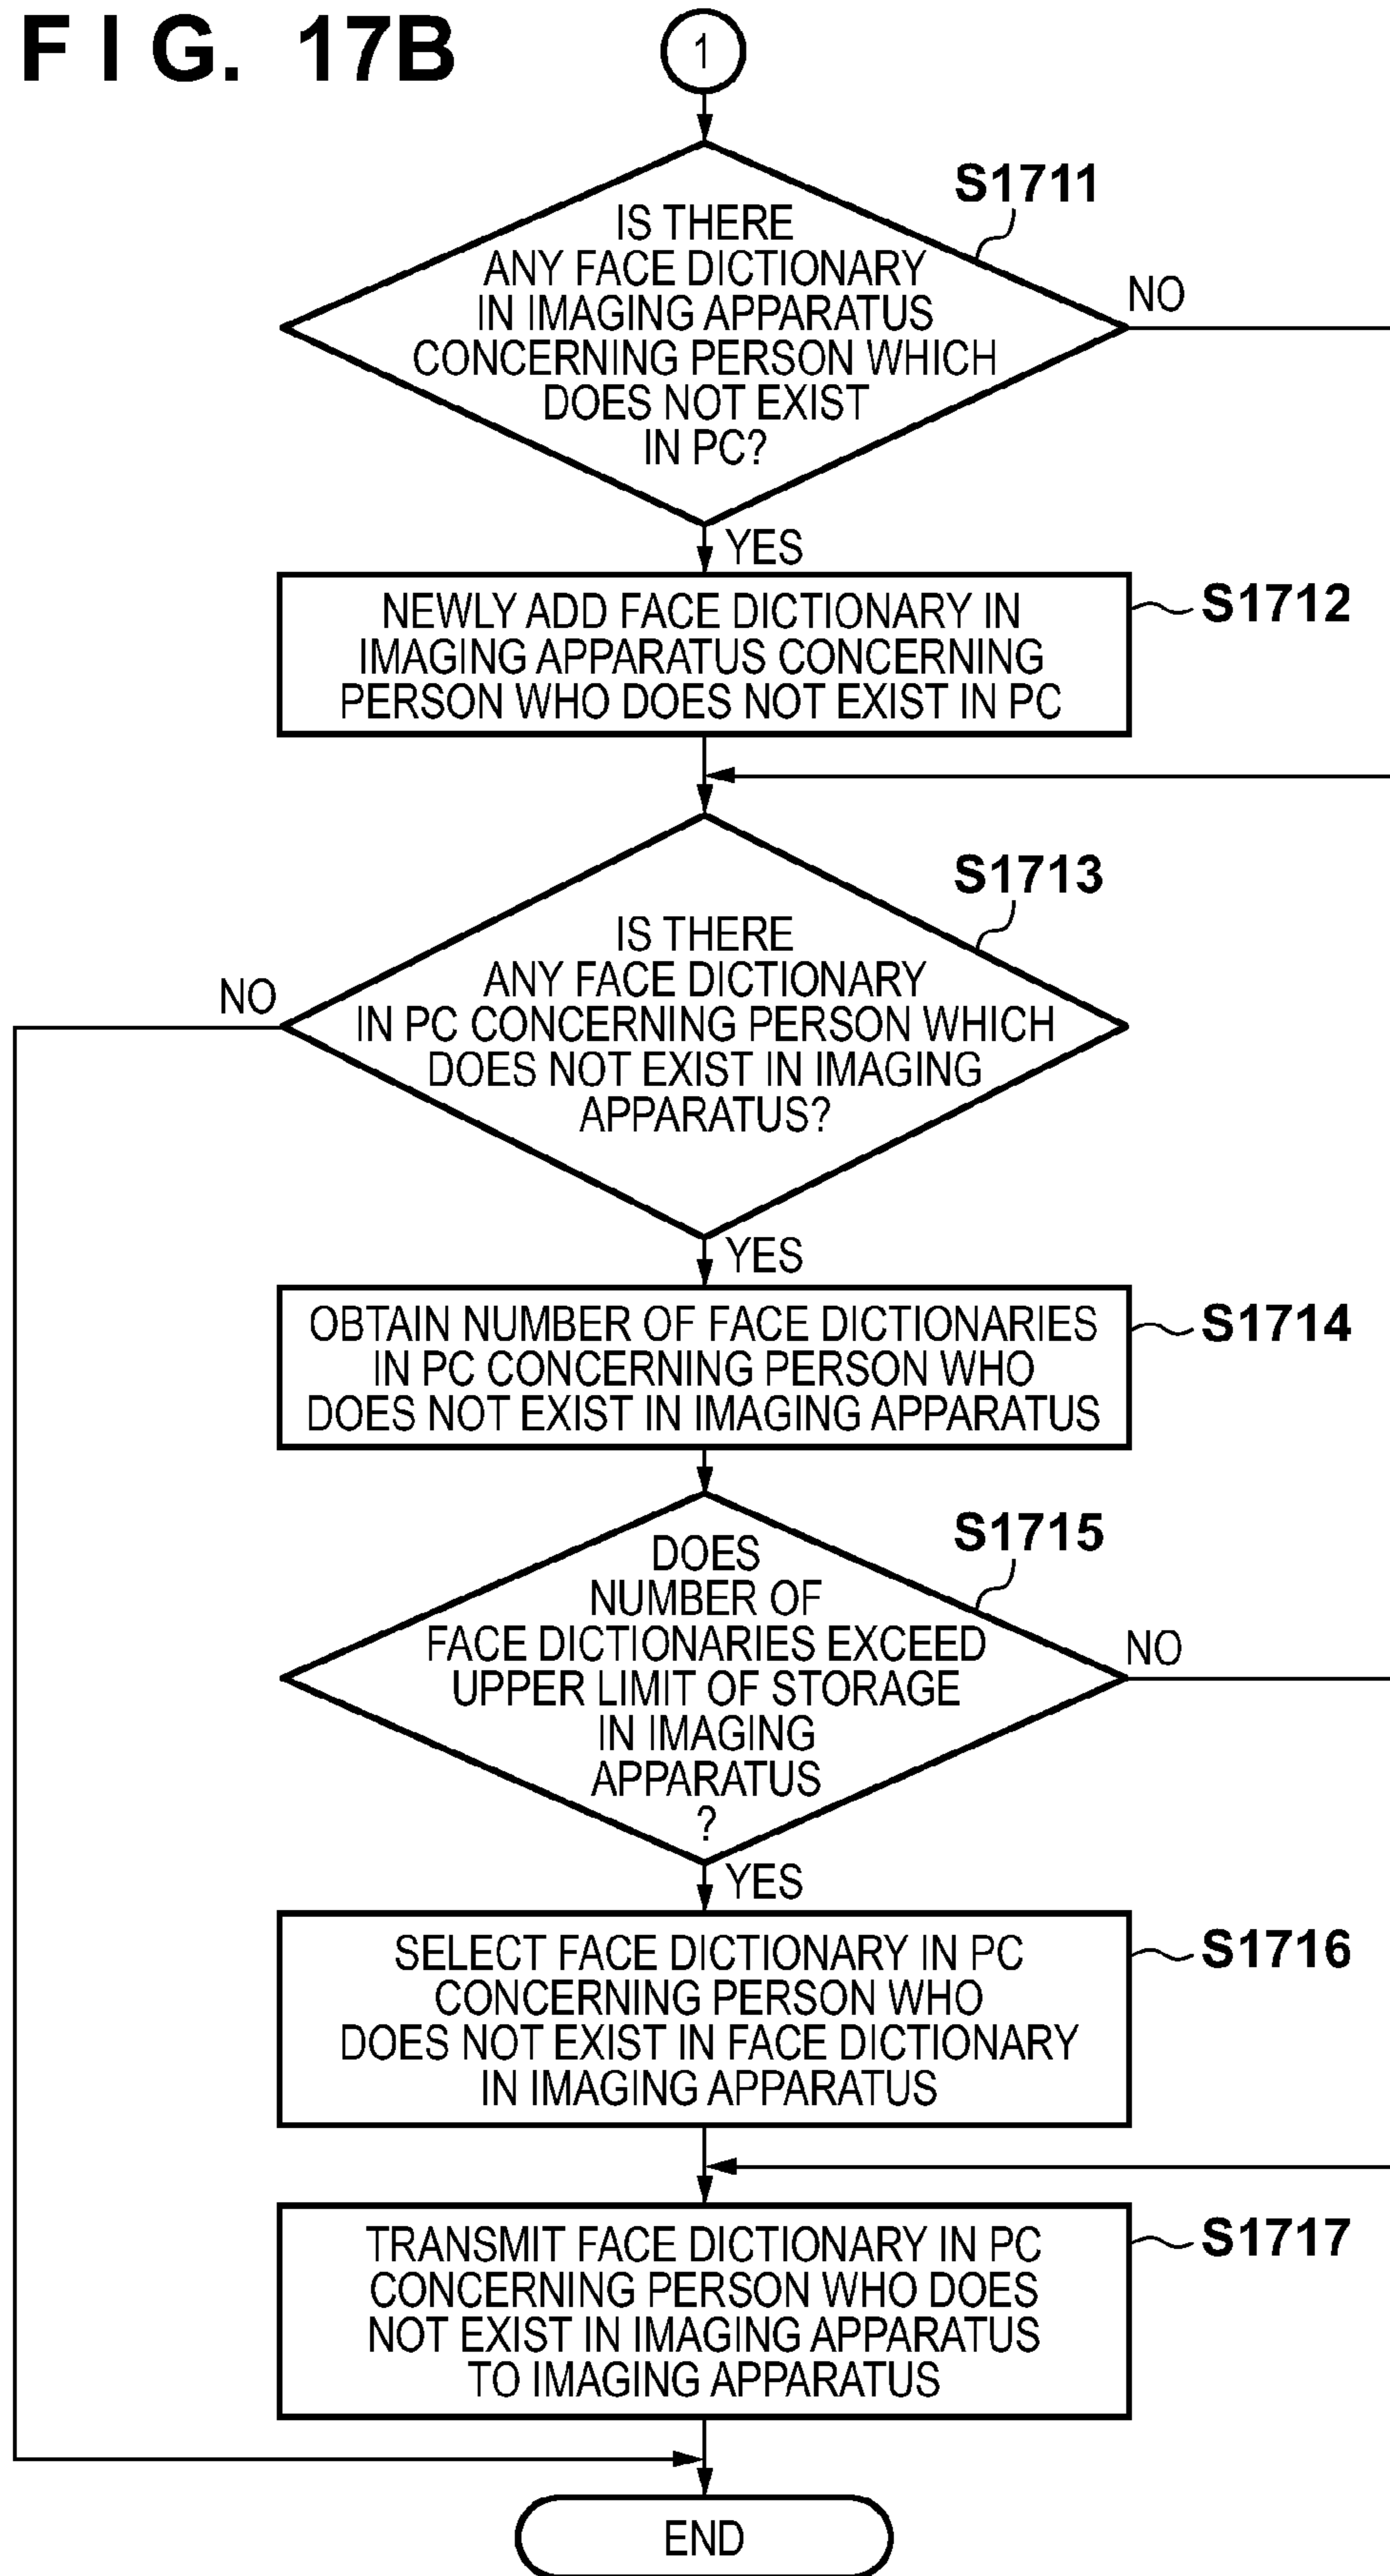 FIG. 17B
1
S1711
IS THERE
ANY FACE DICTIONARY
IN IMAGING APPARATUS
CONCERNING PERSON WHICH
DOES NOT EXIST
IN PC?
NO
YES
NEWLY ADD FACE DICTIONARY IN
IMAGING APPARATUS CONCERNING
PERSON WHO DOES NOT EXIST IN PC
S1712
S1713
IS THERE
ANY FACE DICTIONARY
IN PC CONCERNING PERSON WHICH
DOES NOT EXIST IN IMAGING
APPARATUS?
NO
YES
OBTAIN NUMBER OF FACE DICTIONARIES
IN PC CONCERNING PERSON WHO
DOES NOT EXIST IN IMAGING APPARATUS
S1714
S1715
DOES
NUMBER OF
FACE DICTIONARIES EXCEED
UPPER LIMIT OF STORAGE
IN IMAGING
APPARATUS
?
NO
YES
SELECT FACE DICTIONARY IN PC
CONCERNING PERSON WHO
DOES NOT EXIST IN FACE DICTIONARY
IN IMAGING APPARATUS
S1716
TRANSMIT FACE DICTIONARY IN PC
CONCERNING PERSON WHO DOES
NOT EXIST IN IMAGING APPARATUS
TO IMAGING APPARATUS
S1717
END